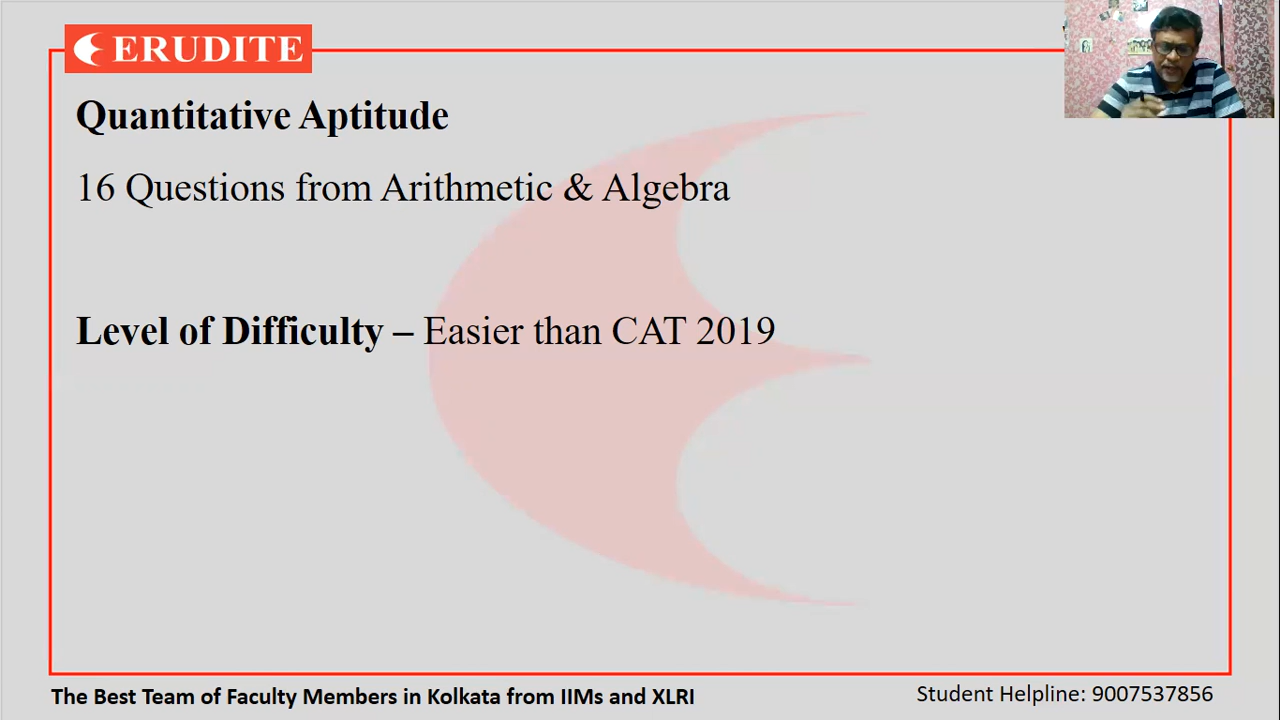 ERUDITE
Quantitative Aptitude
16 Questions from Arithmetic & Algebra
Level of Difficulty – Easier than CAT 2019
The Best Team of Faculty Members in Kolkata from IIMs and XLRI
Student Helpline: 9007537856